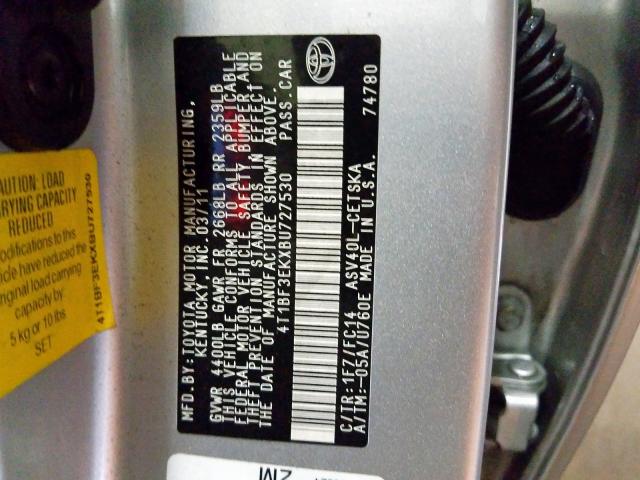 MFD.BY:TOYOTA MOTOR MANUFACTURING,
KENTUCKY, INC. 03/11
GVWR 4400LB GAWR FR 2668LB RR 2359LB
THIS VEHICLE CONFORMS TO ALL APPLICABLE
FEDERAL MOTOR VEHICLE SAFETY BUMPER, AND
THEFT PREVENTION STANDARDS IN EFFECT ON
THE DATE OF MANUFACTURE SHOWN ABOVE.
4T1BF3EKXBU727530 PASS.CAR
C/TR:1F7/FC14 ASV40L-CETSKA
A/TM:-05A/U760E MADE IN U.S.A. 74780
AUTION: LOAD
RYING CAPACITY
REDUCED
odifications to this
icle have reduced the
riginal load carrying
capacity by:
5 kg or 10 lbs
SET
4T1BF3EKXBU727530
ZM